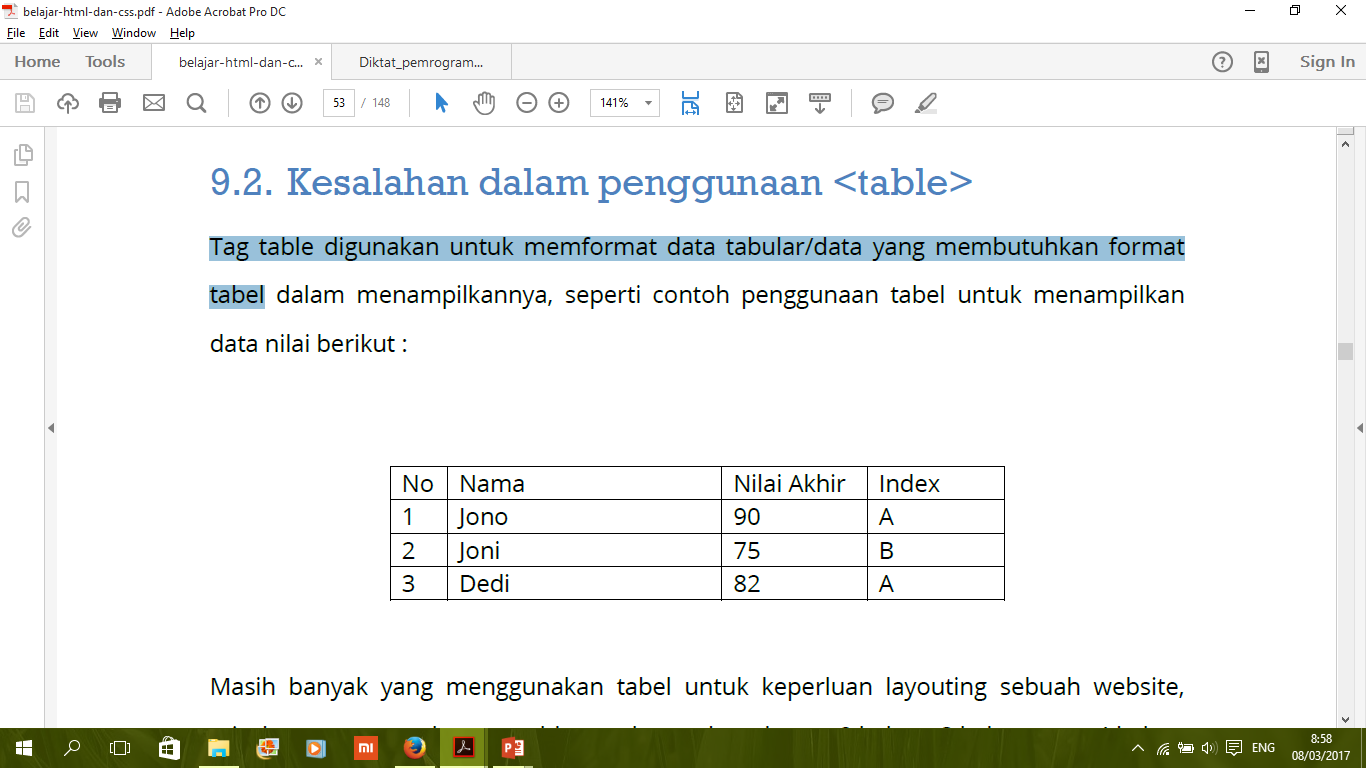 belajar-html-dan-css.pdf - Adobe Acrobat Pro DC
File Edit View Window Help
Home Tools belajar-html-dan-c... × Diktat_pemrogram... Sign In
53 / 148 141%
9.2. Kesalahan dalam penggunaan <table>
Tag table digunakan untuk memformat data tabular/data yang membutuhkan format
tabel dalam menampilkannya, seperti contoh penggunaan tabel untuk menampilkan
data nilai berikut :
No Nama Nilai Akhir Index
1 Jono 90 A
2 Joni 75 B
3 Dedi 82 A
Masih banyak yang menggunakan tabel untuk keperluan layouting sebuah website,
mi ENG 8:58
08/03/2017